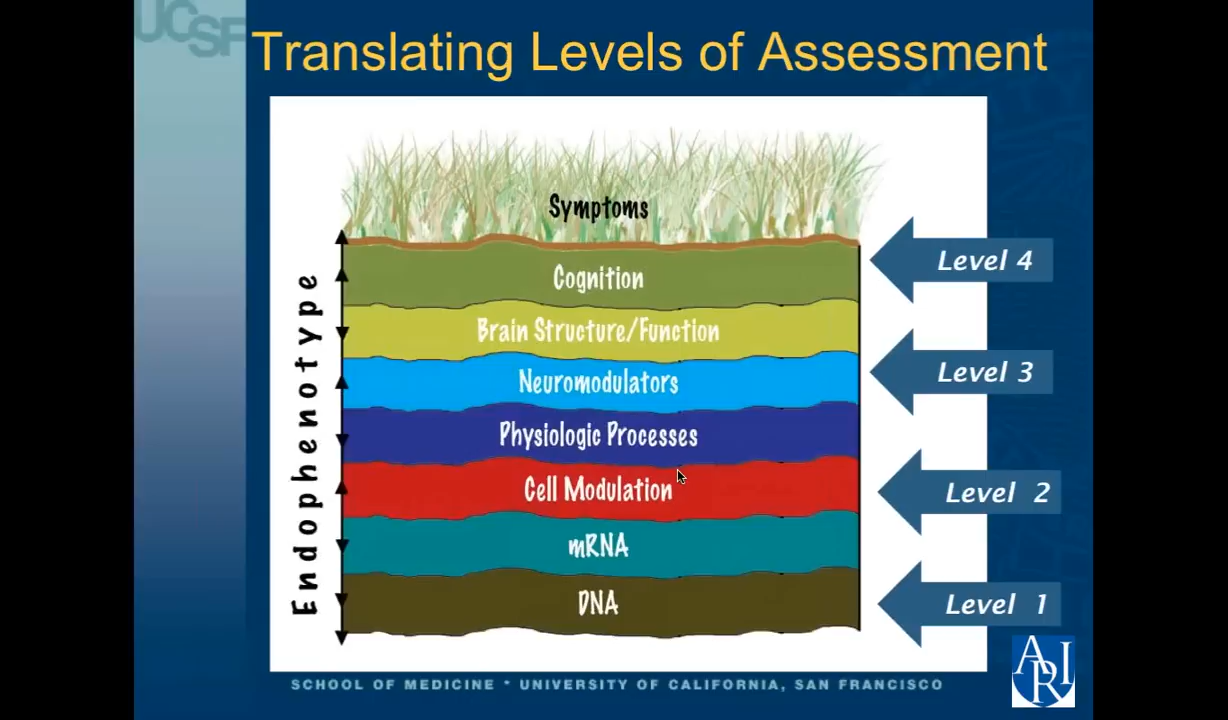 UCSF
Translating Levels of Assessment
Symptoms
Cognition
Brain Structure/Function
Neuromodulators
Physiologic Processes
Cell Modulation
mRNA
DNA
Endophenotype
Level 4
Level 3
Level 2
Level 1
ARI
SCHOOL OF MEDICINE * UNIVERSITY OF CALIFORNIA, SAN FRANCISCO